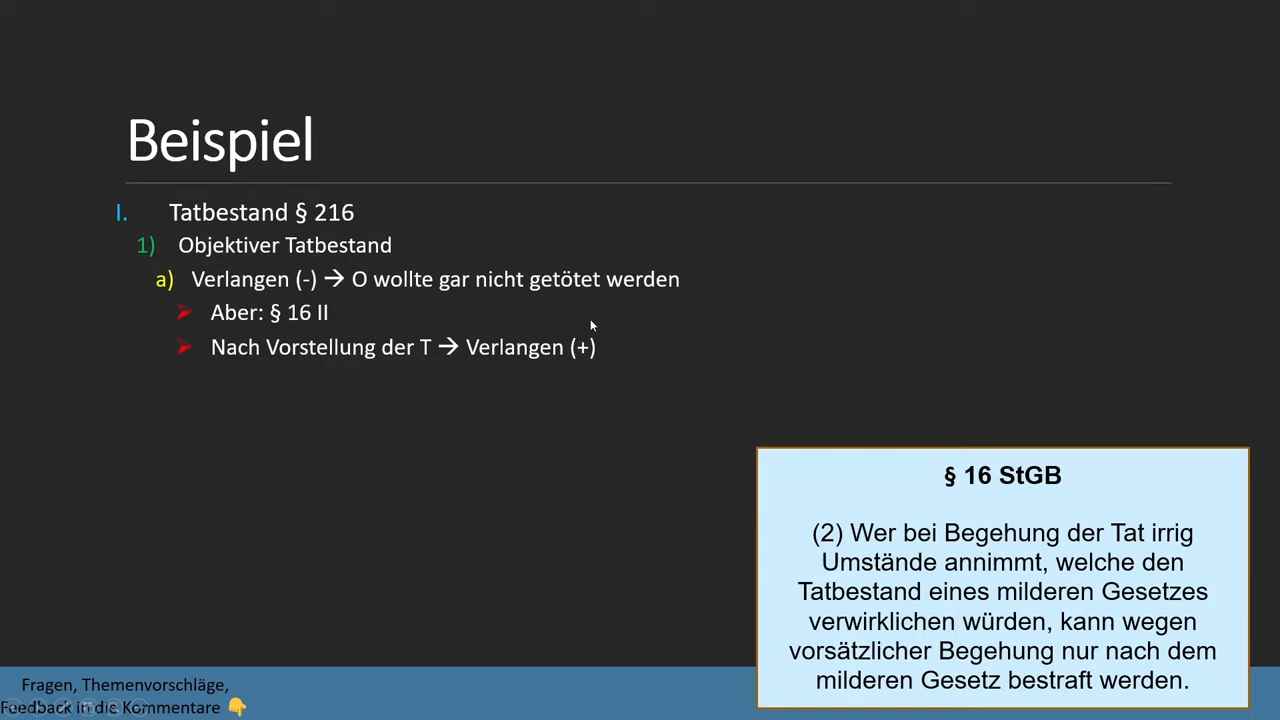 Beispiel
I. Tatbestand § 216
1) Objektiver Tatbestand
a) Verlangen (-) → O wollte gar nicht getötet werden
➤ Aber: § 16 II
➤ Nach Vorstellung der T → Verlangen (+)
§ 16 StGB
(2) Wer bei Begehung der Tat irrig
Umstände annimmt, welche den
Tatbestand eines milderen Gesetzes
verwirklichen würden, kann wegen
vorsätzlicher Begehung nur nach dem
milderen Gesetz bestraft werden.
Fragen, Themenvorschläge,
Feedback in die Kommentare 👇